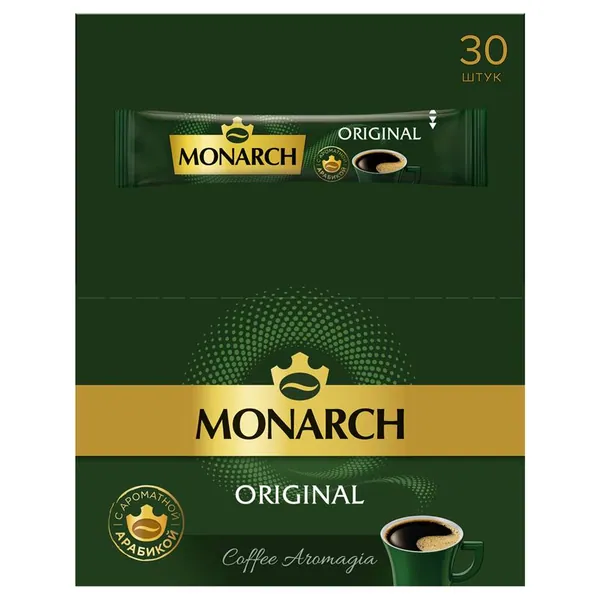 30
ШТУК
MONARCH
ORIGINAL
С АРОМАТНОЙ
АРАБИКОЙ
MONARCH
ORIGINAL
С АРОМАТНОЙ
АРАБИКОЙ
Coffee Aromagia